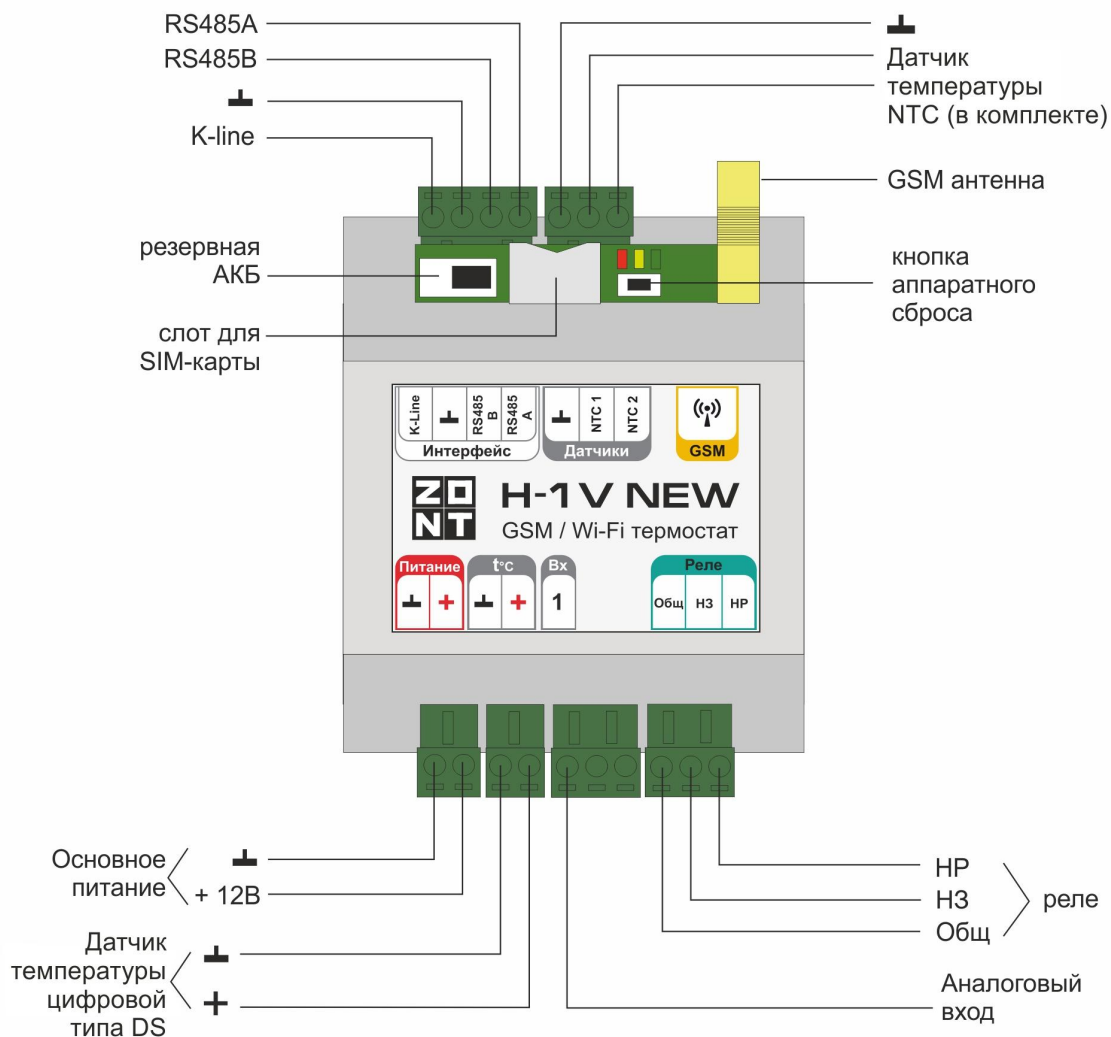 RS485A
RS485B
K-line
Датчик
температуры
NTC (в комплекте)
GSM антенна
резервная
АКБ
кнопка
аппаратного
сброса
слот для
SIM-карты
K-Line
RS485
B
RS485
A
Интерфейс
NTC 1
NTC 2
Датчики
GSM
ZONT
H-1V NEW
GSM / Wi-Fi термостат
Питание
+
t°C
+
Вх
1
Реле
Общ
НЗ
НР
Основное
питание
+ 12В
Датчик
температуры
цифровой
типа DS
+
НР
НЗ
Общ
реле
Аналоговый
вход